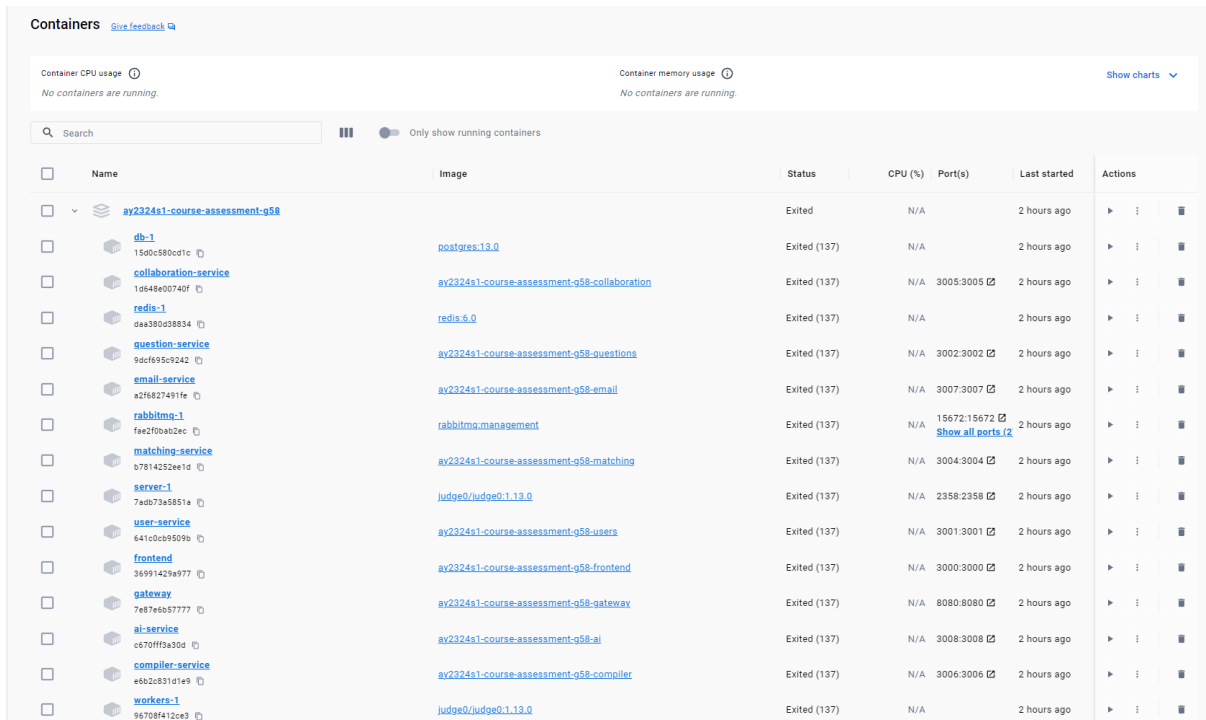 Containers Give feedback
Container CPU usage Container memory usage Show charts
No containers are running. No containers are running.
Search Only show running containers
Name Image Status CPU (%) Port(s) Last started Actions
ay2324s1-course-assessment-g58 Exited N/A 2 hours ago
db-1
15d0c580cd1c postgres:13.0 Exited (137) N/A 2 hours ago
collaboration-service
1d648e00740f ay2324s1-course-assessment-g58-collaboration Exited (137) N/A 3005:3005 2 hours ago
redis-1
daa380d38834 redis:6.0 Exited (137) N/A 2 hours ago
question-service
9dcf695c9242 ay2324s1-course-assessment-g58-questions Exited (137) N/A 3002:3002 2 hours ago
email-service
a2f6827491fe ay2324s1-course-assessment-g58-email Exited (137) N/A 3007:3007 2 hours ago
rabbitmq-1
fae2f0bab2ec rabbitmq:management Exited (137) N/A 15672:15672 2 hours ago
Show all ports (2
matching-service
b7814252ee1d ay2324s1-course-assessment-g58-matching Exited (137) N/A 3004:3004 2 hours ago
server-1
7adb73a5851a judge0/judge0:1.13.0 Exited (137) N/A 2358:2358 2 hours ago
user-service
641c0cb9509b ay2324s1-course-assessment-g58-users Exited (137) N/A 3001:3001 2 hours ago
frontend
36991429a977 ay2324s1-course-assessment-g58-frontend Exited (137) N/A 3000:3000 2 hours ago
gateway
7e87e6b57777 ay2324s1-course-assessment-g58-gateway Exited (137) N/A 8080:8080 2 hours ago
ai-service
c670fff3a30d ay2324s1-course-assessment-g58-ai Exited (137) N/A 3008:3008 2 hours ago
compiler-service
e6b2c831d1e9 ay2324s1-course-assessment-g58-compiler Exited (137) N/A 3006:3006 2 hours ago
workers-1
96708f412ce3 judge0/judge0:1.13.0 Exited (137) N/A 2 hours ago